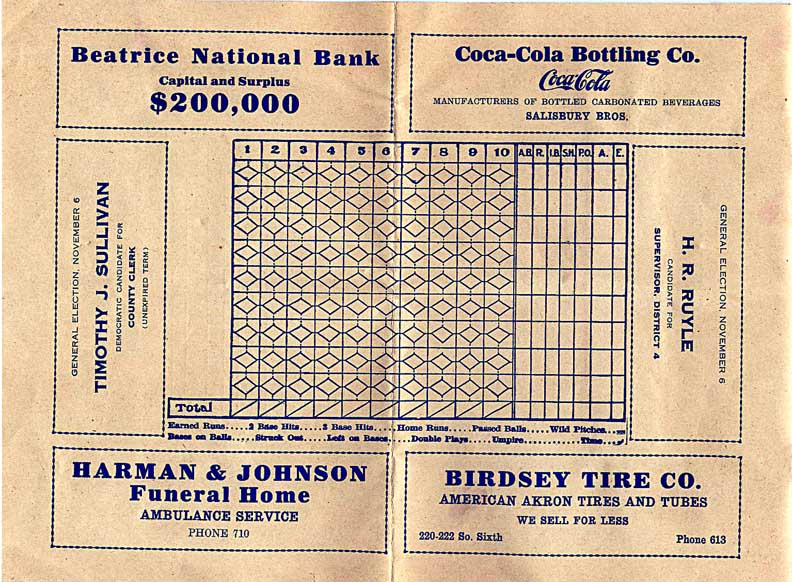 Beatrice National Bank
Capital and Surplus
$200,000
Coca-Cola Bottling Co.
Coca-Cola
MANUFACTURERS OF BOTTLED CARBONATED BEVERAGES
SALISBURY BROS.
GENERAL ELECTION, NOVEMBER 6
TIMOTHY J. SULLIVAN
DEMOCRATIC CANDIDATE FOR
COUNTY CLERK
(UNEXPIRED TERM)
1 2 3 4 5 6 7 8 9 10 A.B. R. I.B. S.H. P.O. A. E.
Total
Earned Runs.....2 Base Hits.....3 Base Hits.....Home Runs.....Passed Balls.....Wild Pitches...
Bases on Balls.....Struck Out.....Left on Bases.....Double Plays.....Umpire............Time....
GENERAL ELECTION, NOVEMBER 6
H. R. RUYLE
CANDIDATE FOR
SUPERVISOR, DISTRICT 4
HARMAN & JOHNSON
Funeral Home
AMBULANCE SERVICE
PHONE 710
BIRDSEY TIRE CO.
AMERICAN AKRON TIRES AND TUBES
WE SELL FOR LESS
220-222 So. Sixth Phone 613